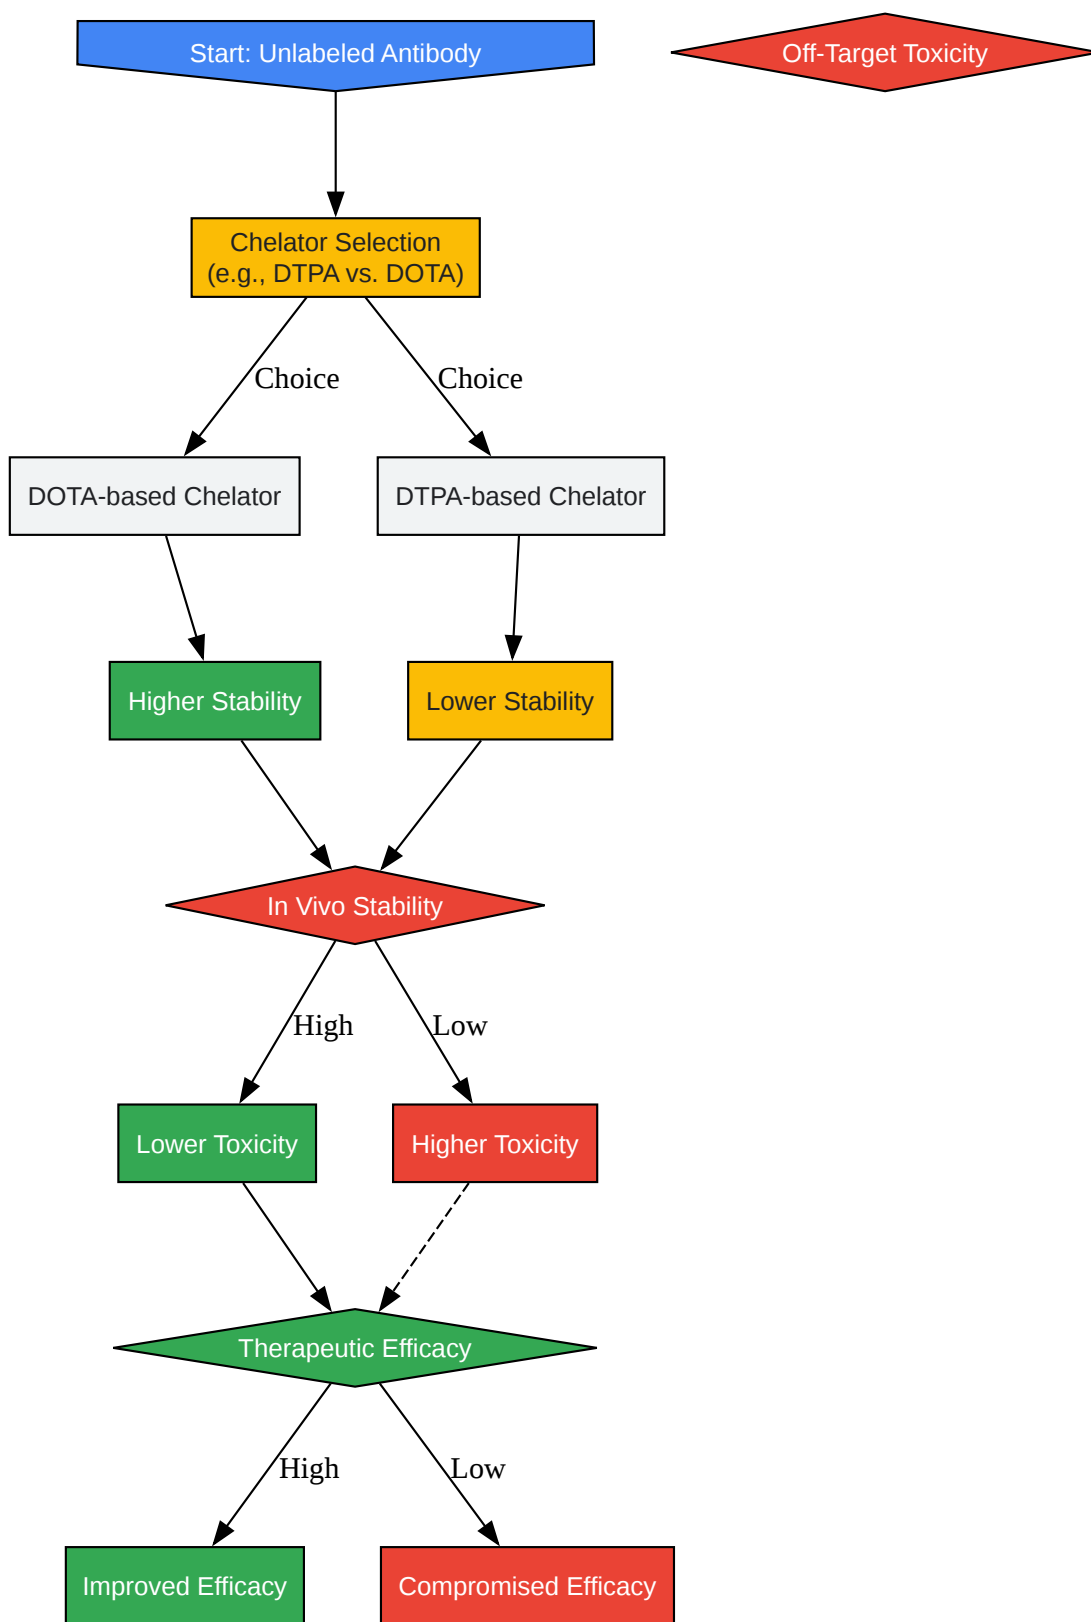 Start: Unlabeled Antibody
Off-Target Toxicity
Chelator Selection
(e.g., DTPA vs. DOTA)
Choice
Choice
DOTA-based Chelator
DTPA-based Chelator
Higher Stability
Lower Stability
In Vivo Stability
High
Low
Lower Toxicity
Higher Toxicity
Therapeutic Efficacy
High
Low
Improved Efficacy
Compromised Efficacy